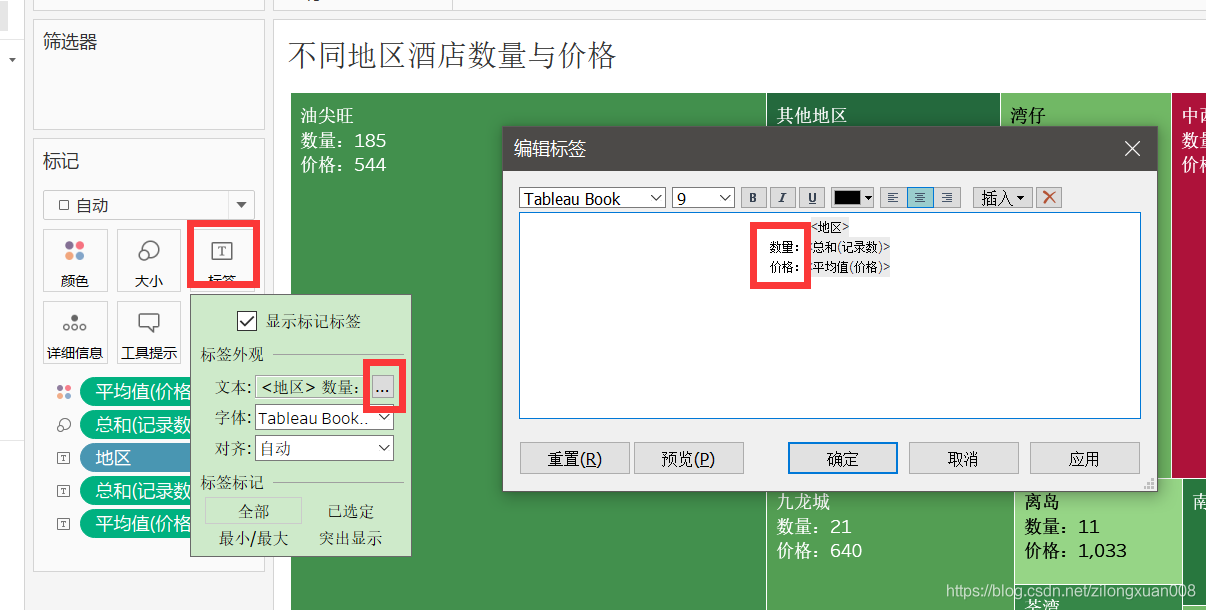 筛选器
标记
自动
颜色
大小
标签
详细信息
工具提示
平均值(价格
总和(记录数
地区
总和(记录数
平均值(价格
显示标记标签
标签外观
文本: <地区> 数量: ...
字体: Tableau Book..
对齐: 自动
标签标记
全部
已选定
最小/最大
突出显示
不同地区酒店数量与价格
油尖旺
数量：185
价格：544
其他地区
湾仔
中西
数量
价格
编辑标签
Tableau Book
9
B
I
U
插入
<地区>
数量：<总和(记录数)>
价格：<平均值(价格)>
重置(R)
预览(P)
确定
取消
应用
九龙城
数量：21
价格：640
离岛
数量：11
价格：1,033
南
荃湾
https://blog.csdn.net/zilongxuan008